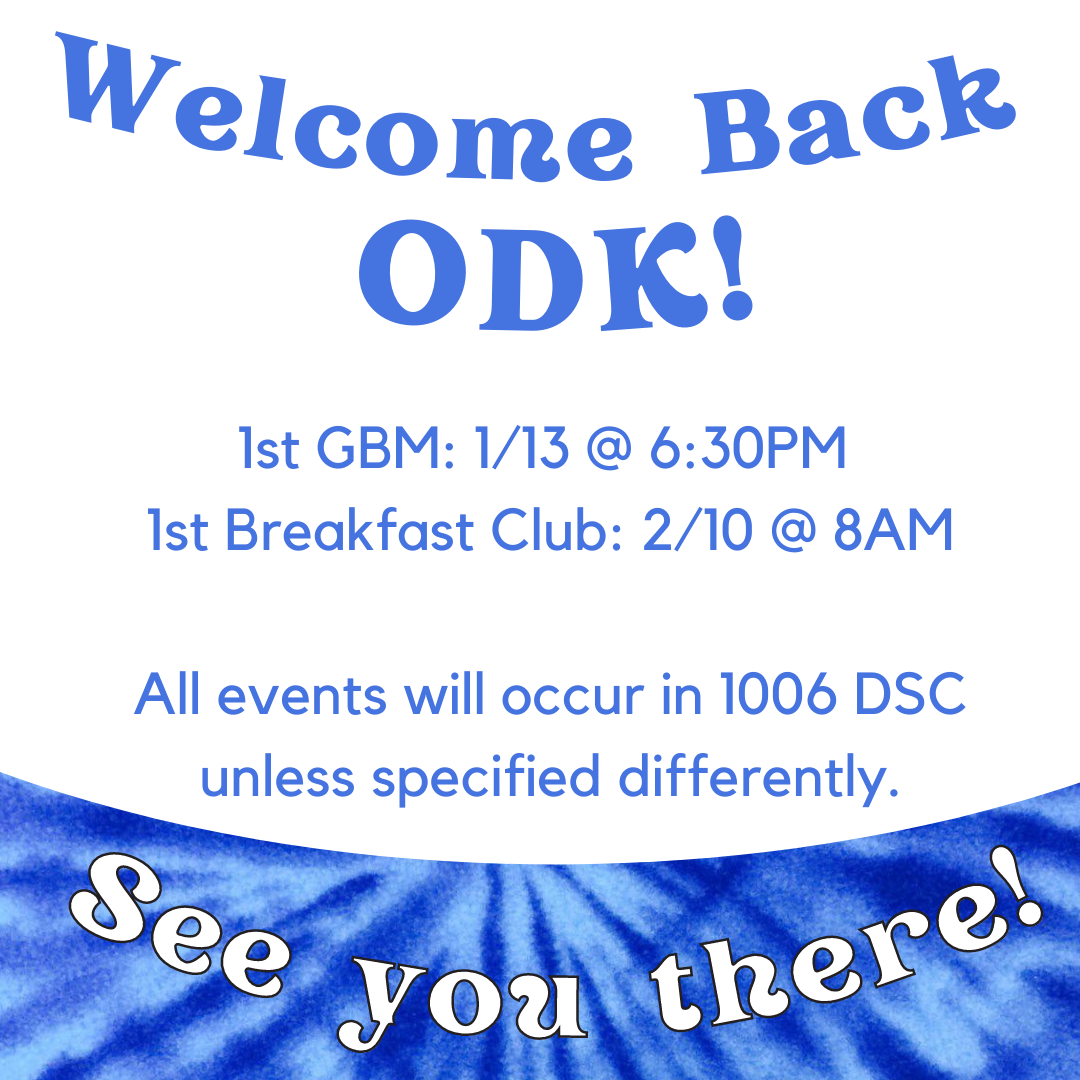 Welcome Back
ODK!
1st GBM: 1/13 @ 6:30PM
1st Breakfast Club: 2/10 @ 8AM
All events will occur in 1006 DSC
unless specified differently.
See you there!